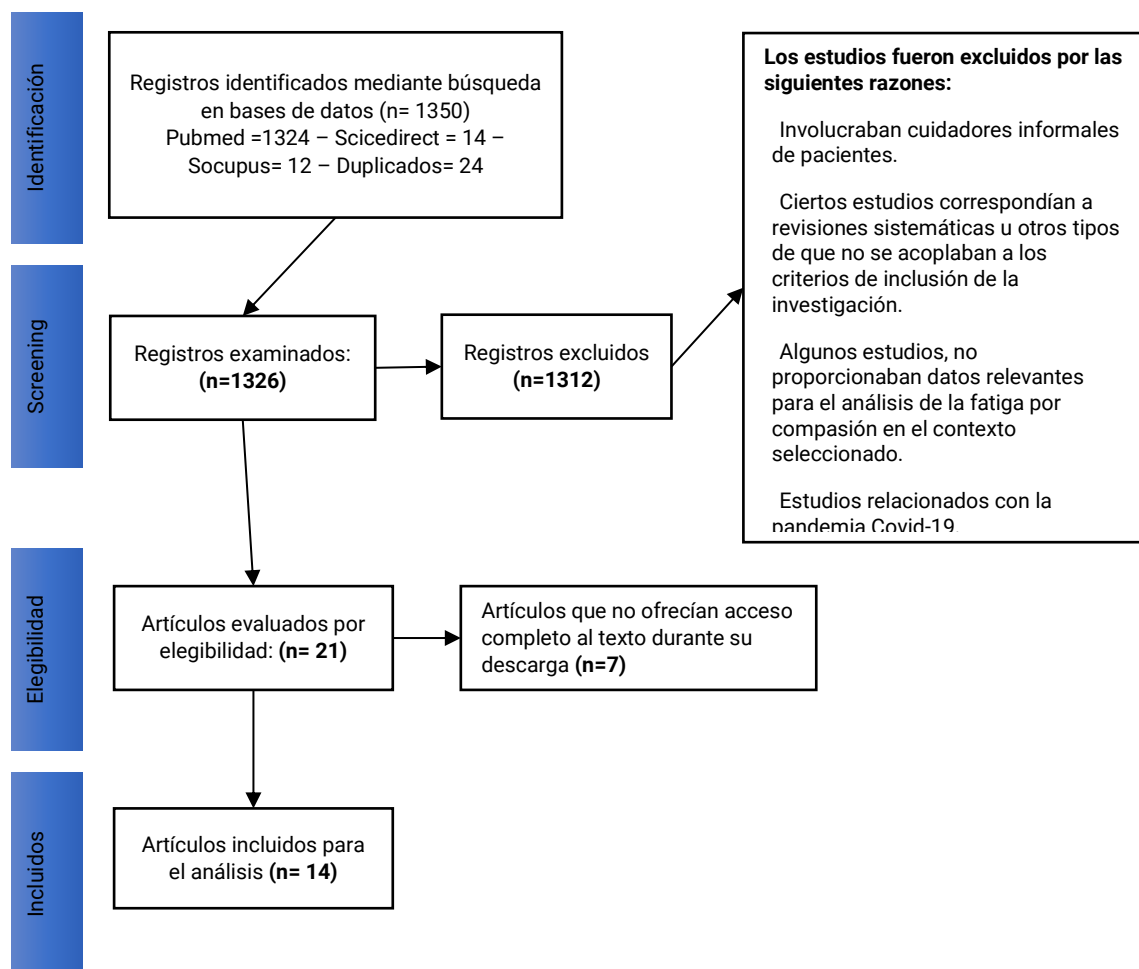 Identificación
Registros identificados mediante búsqueda
en bases de datos (n= 1350)
Pubmed =1324 – Scicedirect = 14 –
Socupus= 12 – Duplicados= 24
Los estudios fueron excluidos por las
siguientes razones:
Involucraban cuidadores informales
de pacientes.
Ciertos estudios correspondían a
revisiones sistemáticas u otros tipos
de que no se acoplaban a los
criterios de inclusión de la
investigación.
Algunos estudios, no
proporcionaban datos relevantes
para el análisis de la fatiga por
compasión en el contexto
seleccionado.
Estudios relacionados con la
pandemia Covid-19.
Screening
Registros examinados:
(n=1326)
Registros excluidos
(n=1312)
Elegibilidad
Artículos evaluados por
elegibilidad: (n= 21)
Artículos que no ofrecían acceso
completo al texto durante su
descarga (n=7)
Incluidos
Artículos incluidos para
el análisis (n= 14)